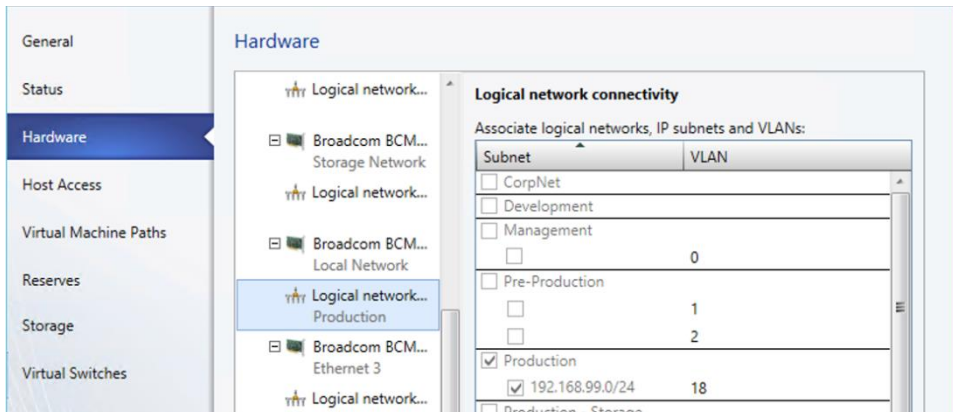 General
Status
Hardware
Host Access
Virtual Machine Paths
Reserves
Storage
Virtual Switches
Hardware
Logical network...
Broadcom BCM...
Storage Network
Logical network...
Broadcom BCM...
Local Network
Logical network...
Production
Broadcom BCM...
Ethernet 3
Logical network...
Logical network connectivity
Associate logical networks, IP subnets and VLANs:
Subnet VLAN
CorpNet
Development
Management
0
Pre-Production
1
2
Production
192.168.99.0/24 18
Production - Storage